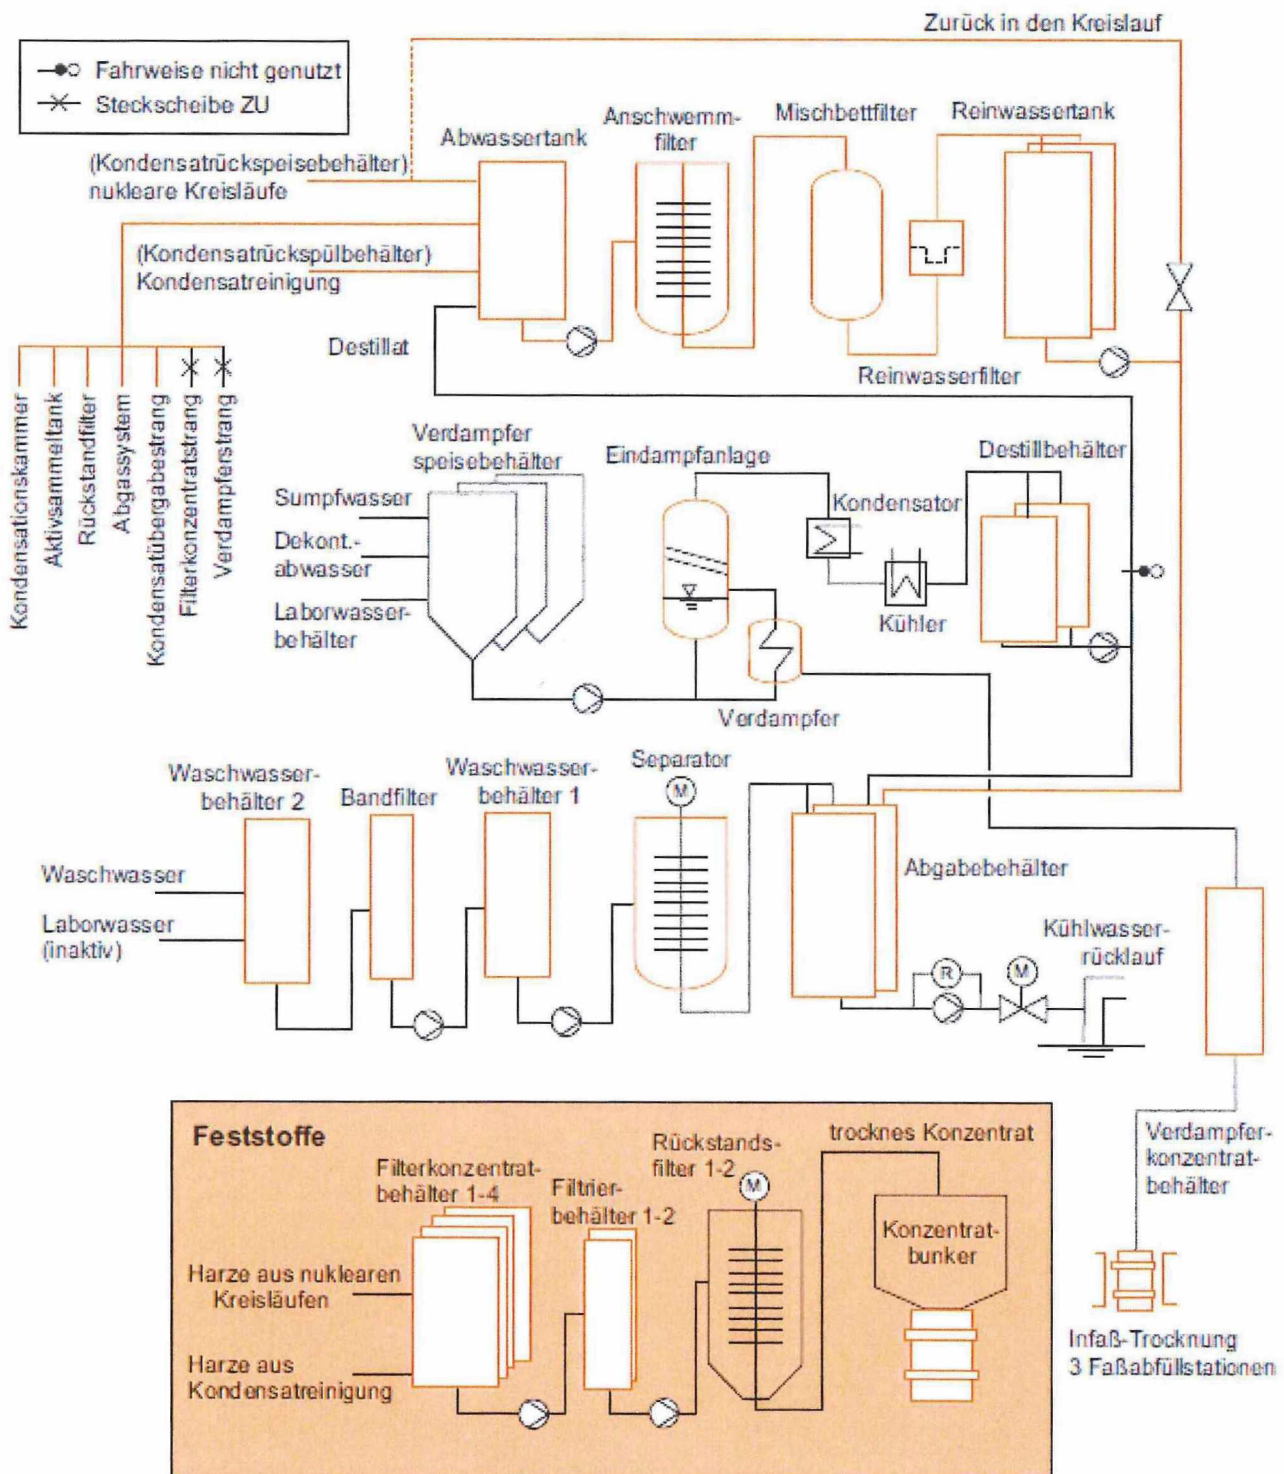 Zurück in den Kreislauf
Fahrweise nicht genutzt
Steckscheibe ZU
Abwassertank
Anschwemm-
filter
Mischbettfilter
Reinwassertank
(Kondensatrückspeisebehälter)
nukleare Kreisläufe
(Kondensatrückspülbehälter)
Kondensatreinigung
Destillat
Reinwasserfilter
Kondensationskammer
Aktivsammeltank
Rückstandfilter
Abgassystem
Kondensatübergabestrang
Filterkonzentratstrang
Verdampferstrang
Verdampfer
speisebehälter
Eindampfanlage
Destillbehälter
Kondensator
Sumpfwasser
Dekont.-
abwasser
Laborwasser-
behälter
Kühler
Verdampfer
Waschwasser-
behälter 2
Bandfilter
Waschwasser-
behälter 1
Separator
M
Waschwasser
Laborwasser
(inaktiv)
Abgabebehälter
Kühlwasser-
rücklauf
R
M
Verdampfer-
konzentrat-
behälter
Infaß-Trocknung
3 Faßabfüllstationen
Feststoffe
Filterkonzentrat-
behälter 1-4
Filtrier-
behälter 1-2
Rückstands-
filter 1-2
M
trocknes Konzentrat
Konzentrat-
bunker
Harze aus nuklearen
Kreisläufen
Harze aus
Kondensatreinigung